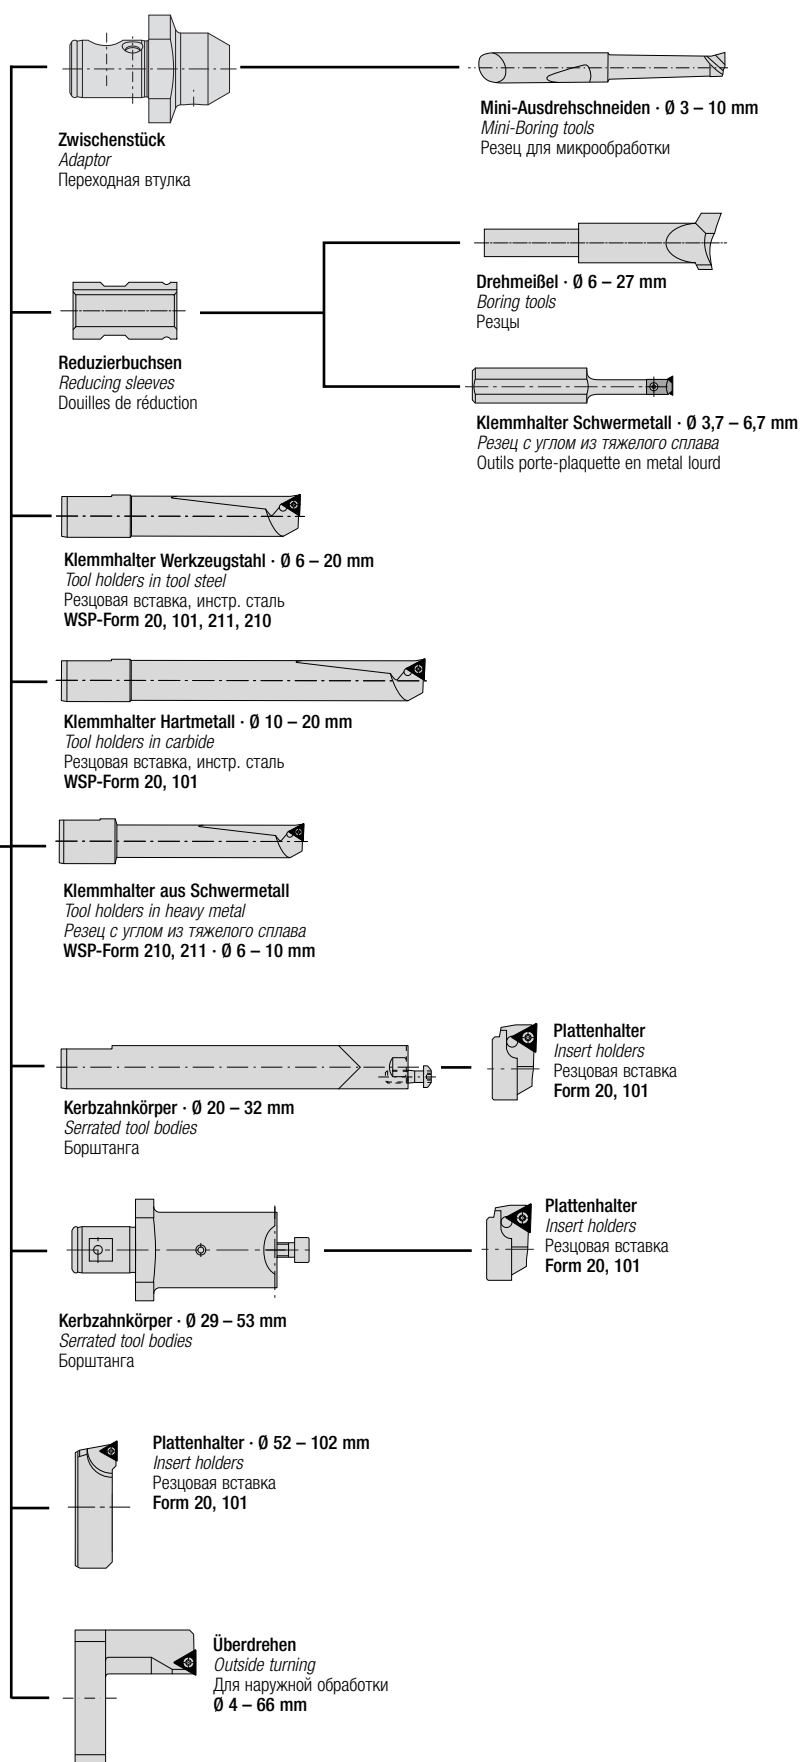 Zwischenstück
Adaptor
Переходная втулка
Mini-Ausdrehschneiden · Ø 3 – 10 mm
Mini-Boring tools
Резец для микрообработки
Reduzierbuchsen
Reducing sleeves
Douilles de réduction
Drehmeißel · Ø 6 – 27 mm
Boring tools
Резцы
Klemmhalter Schwermetall · Ø 3,7 – 6,7 mm
Резец с углом из тяжелого сплава
Outils porte-plaquette en metal lourd
Klemmhalter Werkzeugstahl · Ø 6 – 20 mm
Tool holders in tool steel
Резцовая вставка, инстр. сталь
WSP-Form 20, 101, 211, 210
Klemmhalter Hartmetall · Ø 10 – 20 mm
Tool holders in carbide
Резцовая вставка, инстр. сталь
WSP-Form 20, 101
Klemmhalter aus Schwermetall
Tool holders in heavy metal
Резец с углом из тяжелого сплава
WSP-Form 210, 211 · Ø 6 – 10 mm
Kerbzahnkörper · Ø 20 – 32 mm
Serrated tool bodies
Борштанга
Plattenhalter
Insert holders
Резцовая вставка
Form 20, 101
Kerbzahnkörper · Ø 29 – 53 mm
Serrated tool bodies
Борштанга
Plattenhalter
Insert holders
Резцовая вставка
Form 20, 101
Plattenhalter · Ø 52 – 102 mm
Insert holders
Резцовая вставка
Form 20, 101
Überdrehen
Outside turning
Для наружной обработки
Ø 4 – 66 mm